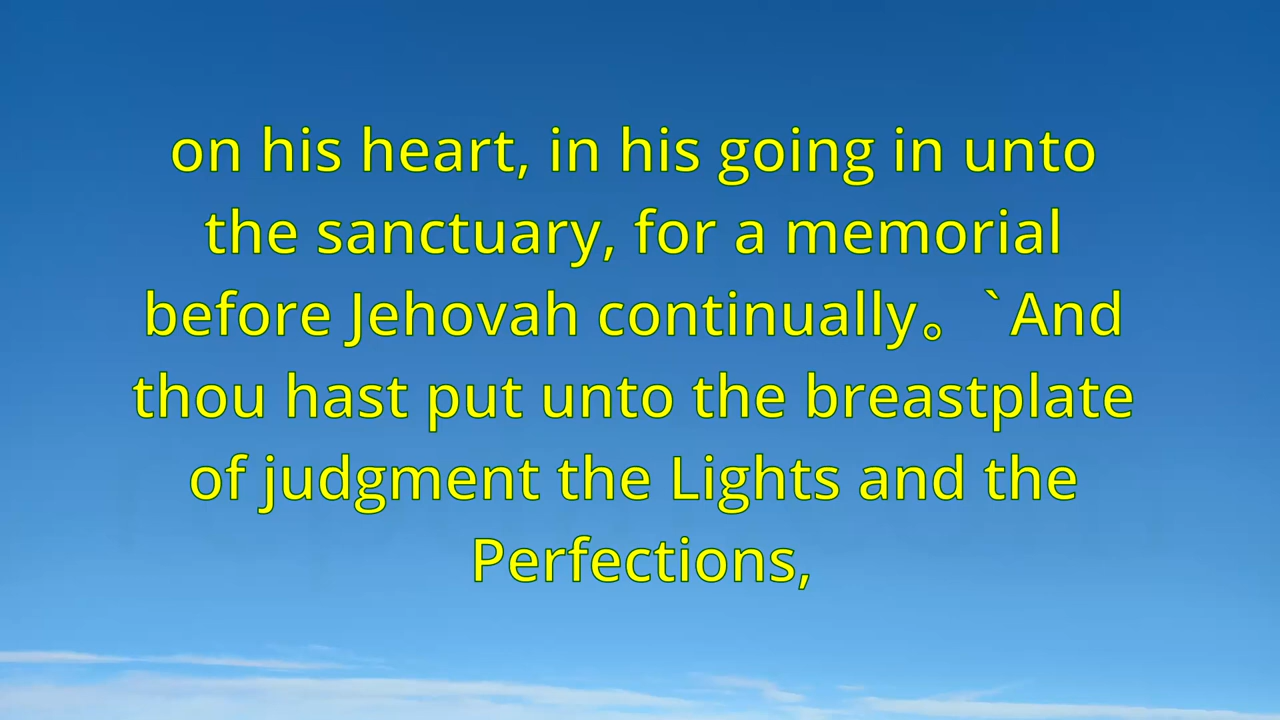 on his heart, in his going in unto
the sanctuary, for a memorial
before Jehovah continually。 `And
thou hast put unto the breastplate
of judgment the Lights and the
Perfections,